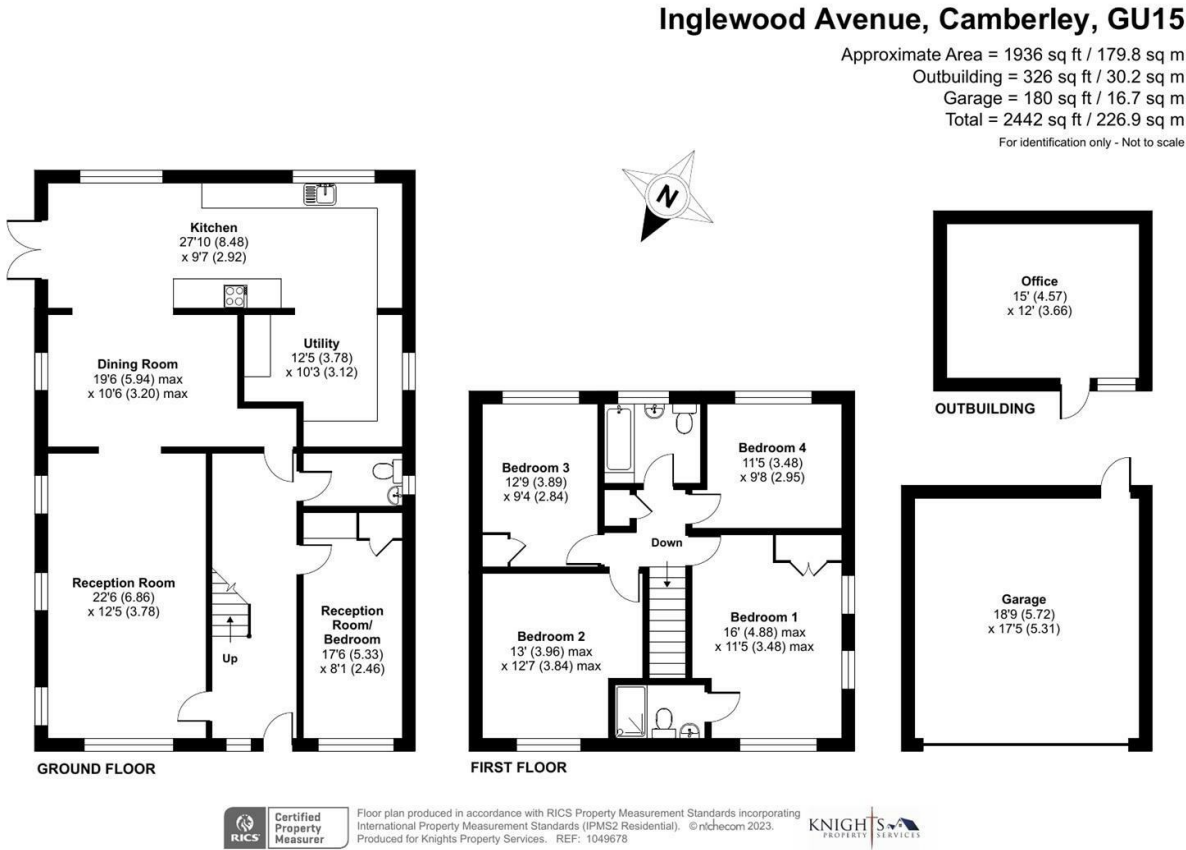 Inglewood Avenue, Camberley, GU15
Approximate Area = 1936 sq ft / 179.8 sq m
Outbuilding = 326 sq ft / 30.2 sq m
Garage = 180 sq ft / 16.7 sq m
Total = 2442 sq ft / 226.9 sq m
For identification only - Not to scale
N
Kitchen
27'10 (8.48)
x 9'7 (2.92)
Utility
12'5 (3.78)
x 10'3 (3.12)
Dining Room
19'6 (5.94) max
x 10'6 (3.20) max
Reception Room
22'6 (6.86)
x 12'5 (3.78)
Up
Reception
Room/
Bedroom
17'6 (5.33)
x 8'1 (2.46)
GROUND FLOOR
Bedroom 3
12'9 (3.89)
x 9'4 (2.84)
Bedroom 4
11'5 (3.48)
x 9'8 (2.95)
Down
Bedroom 2
13' (3.96) max
x 12'7 (3.84) max
Bedroom 1
16' (4.88) max
x 11'5 (3.48) max
FIRST FLOOR
Office
15' (4.57)
x 12' (3.66)
OUTBUILDING
Garage
18'9 (5.72)
x 17'5 (5.31)
RICS
Certified
Property
Measurer
Floor plan produced in accordance with RICS Property Measurement Standards incorporating
International Property Measurement Standards (IPMS2 Residential). © nichecom 2023.
Produced for Knights Property Services. REF: 1049678
KNIGHTS
PROPERTY SERVICES